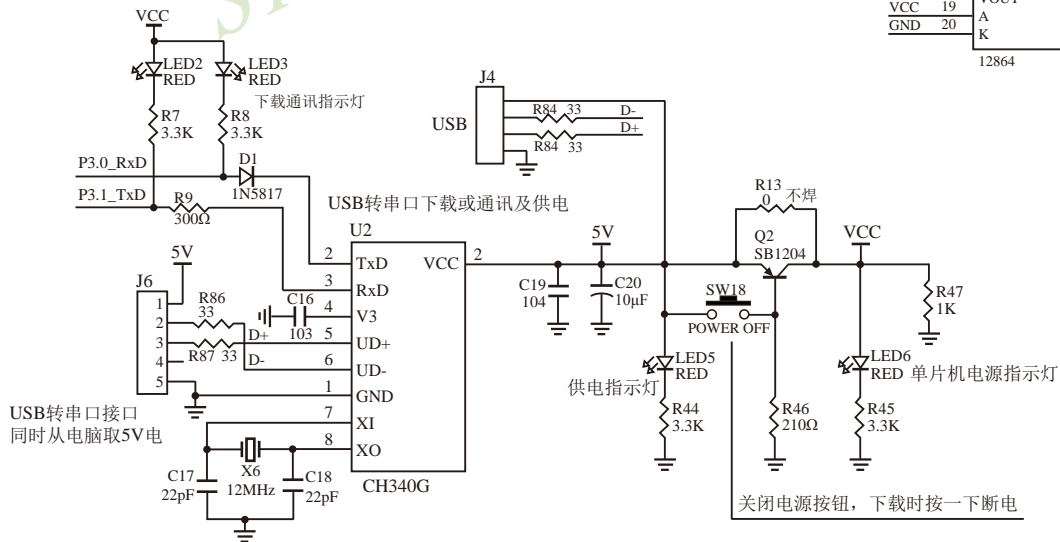 VCC
LED2
RED
LED3
RED
下载通讯指示灯
R7
3.3K
R8
3.3K
P3.0_RxD
D1
1N5817
P3.1_TxD
R9
300Ω
USB转串口下载或通讯及供电
J4
USB
R84 33
D-
R84 33
D+
VCC 19 A
GND 20 K
12864
U2
CH340G
2 TxD
3 RxD
4 V3
5 UD+
6 UD-
1 GND
7 XI
8 XO
VCC 2
5V
J6
1
2
3
4
5
R86
33
R87 33
D+
D-
C16
103
USB转串口接口
同时从电脑取5V电
C17
22pF
X6
12MHz
C18
22pF
5V
C19
104
C20
10μF
R13
0 不焊
Q2
SB1204
VCC
SW18
POWER OFF
R47
1K
LED5
RED
供电指示灯
R44
3.3K
R46
210Ω
LED6
RED 单片机电源指示灯
R45
3.3K
关闭电源按钮，下载时按一下断电